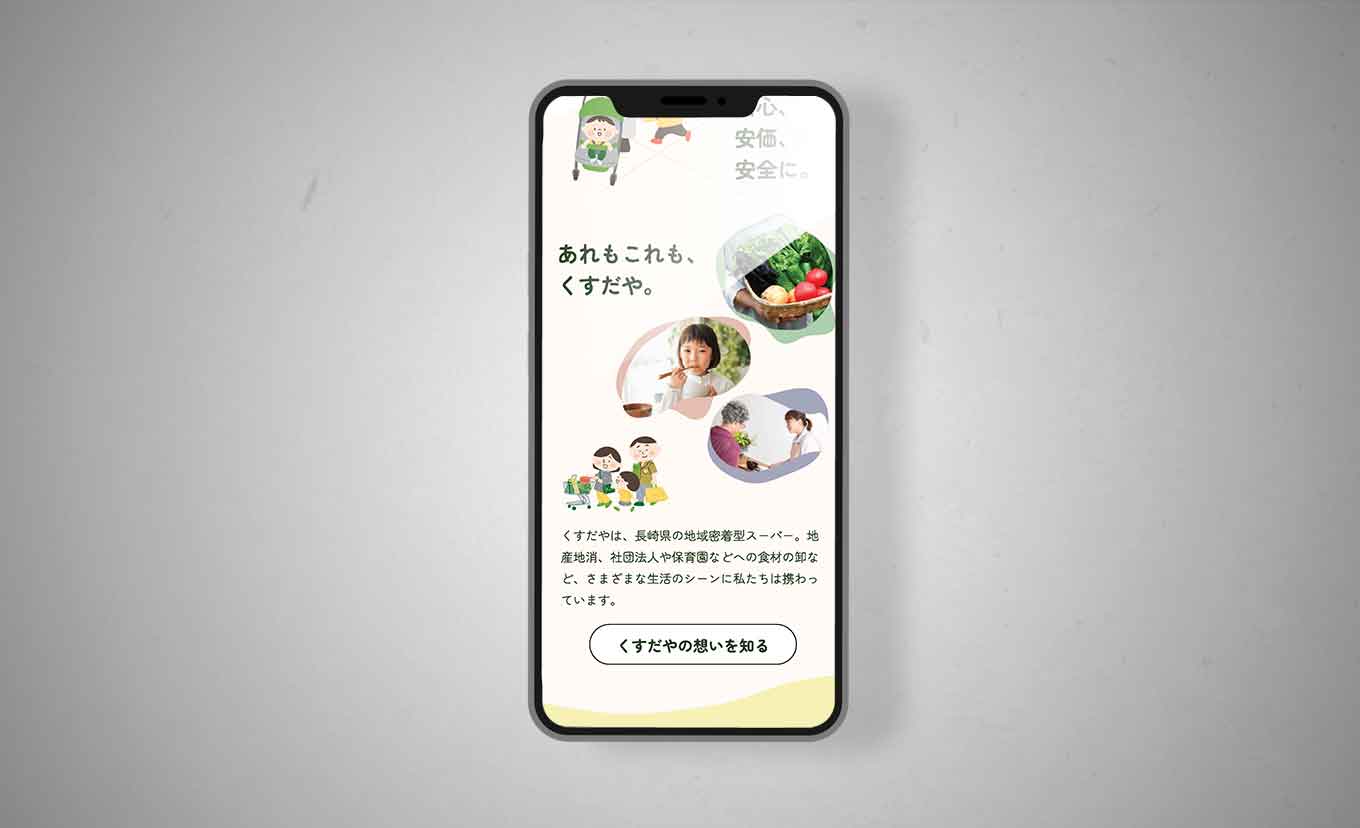 心、
安価、
安全に。
あれもこれも、
くすだや。
くすだやは、長崎県の地域密着型スーパー。地
産地消、社団法人や保育園などへの食材の卸な
ど、さまざまな生活のシーンに私たちは携わっ
ています。
くすだやの想いを知る